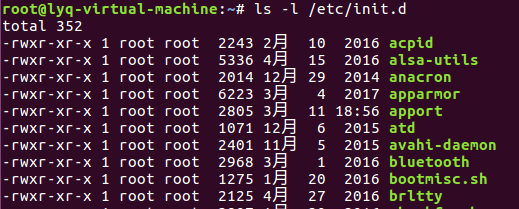 root@lyq-virtual-machine:~# ls -l /etc/init.d
total 352
-rwxr-xr-x 1 root root  2243 2月  10  2016 acpid
-rwxr-xr-x 1 root root  5336 4月  15  2016 alsa-utils
-rwxr-xr-x 1 root root  2014 12月 29  2014 anacron
-rwxr-xr-x 1 root root  6223 3月   4  2017 apparmor
-rwxr-xr-x 1 root root  2805 3月  11 18:56 apport
-rwxr-xr-x 1 root root  1071 12月  6  2015 atd
-rwxr-xr-x 1 root root  2401 11月  5  2015 avahi-daemon
-rwxr-xr-x 1 root root  2968 3月   1  2016 bluetooth
-rwxr-xr-x 1 root root  1275 1月  20  2016 bootmisc.sh
-rwxr-xr-x 1 root root  2125 4月  27  2016 brltty